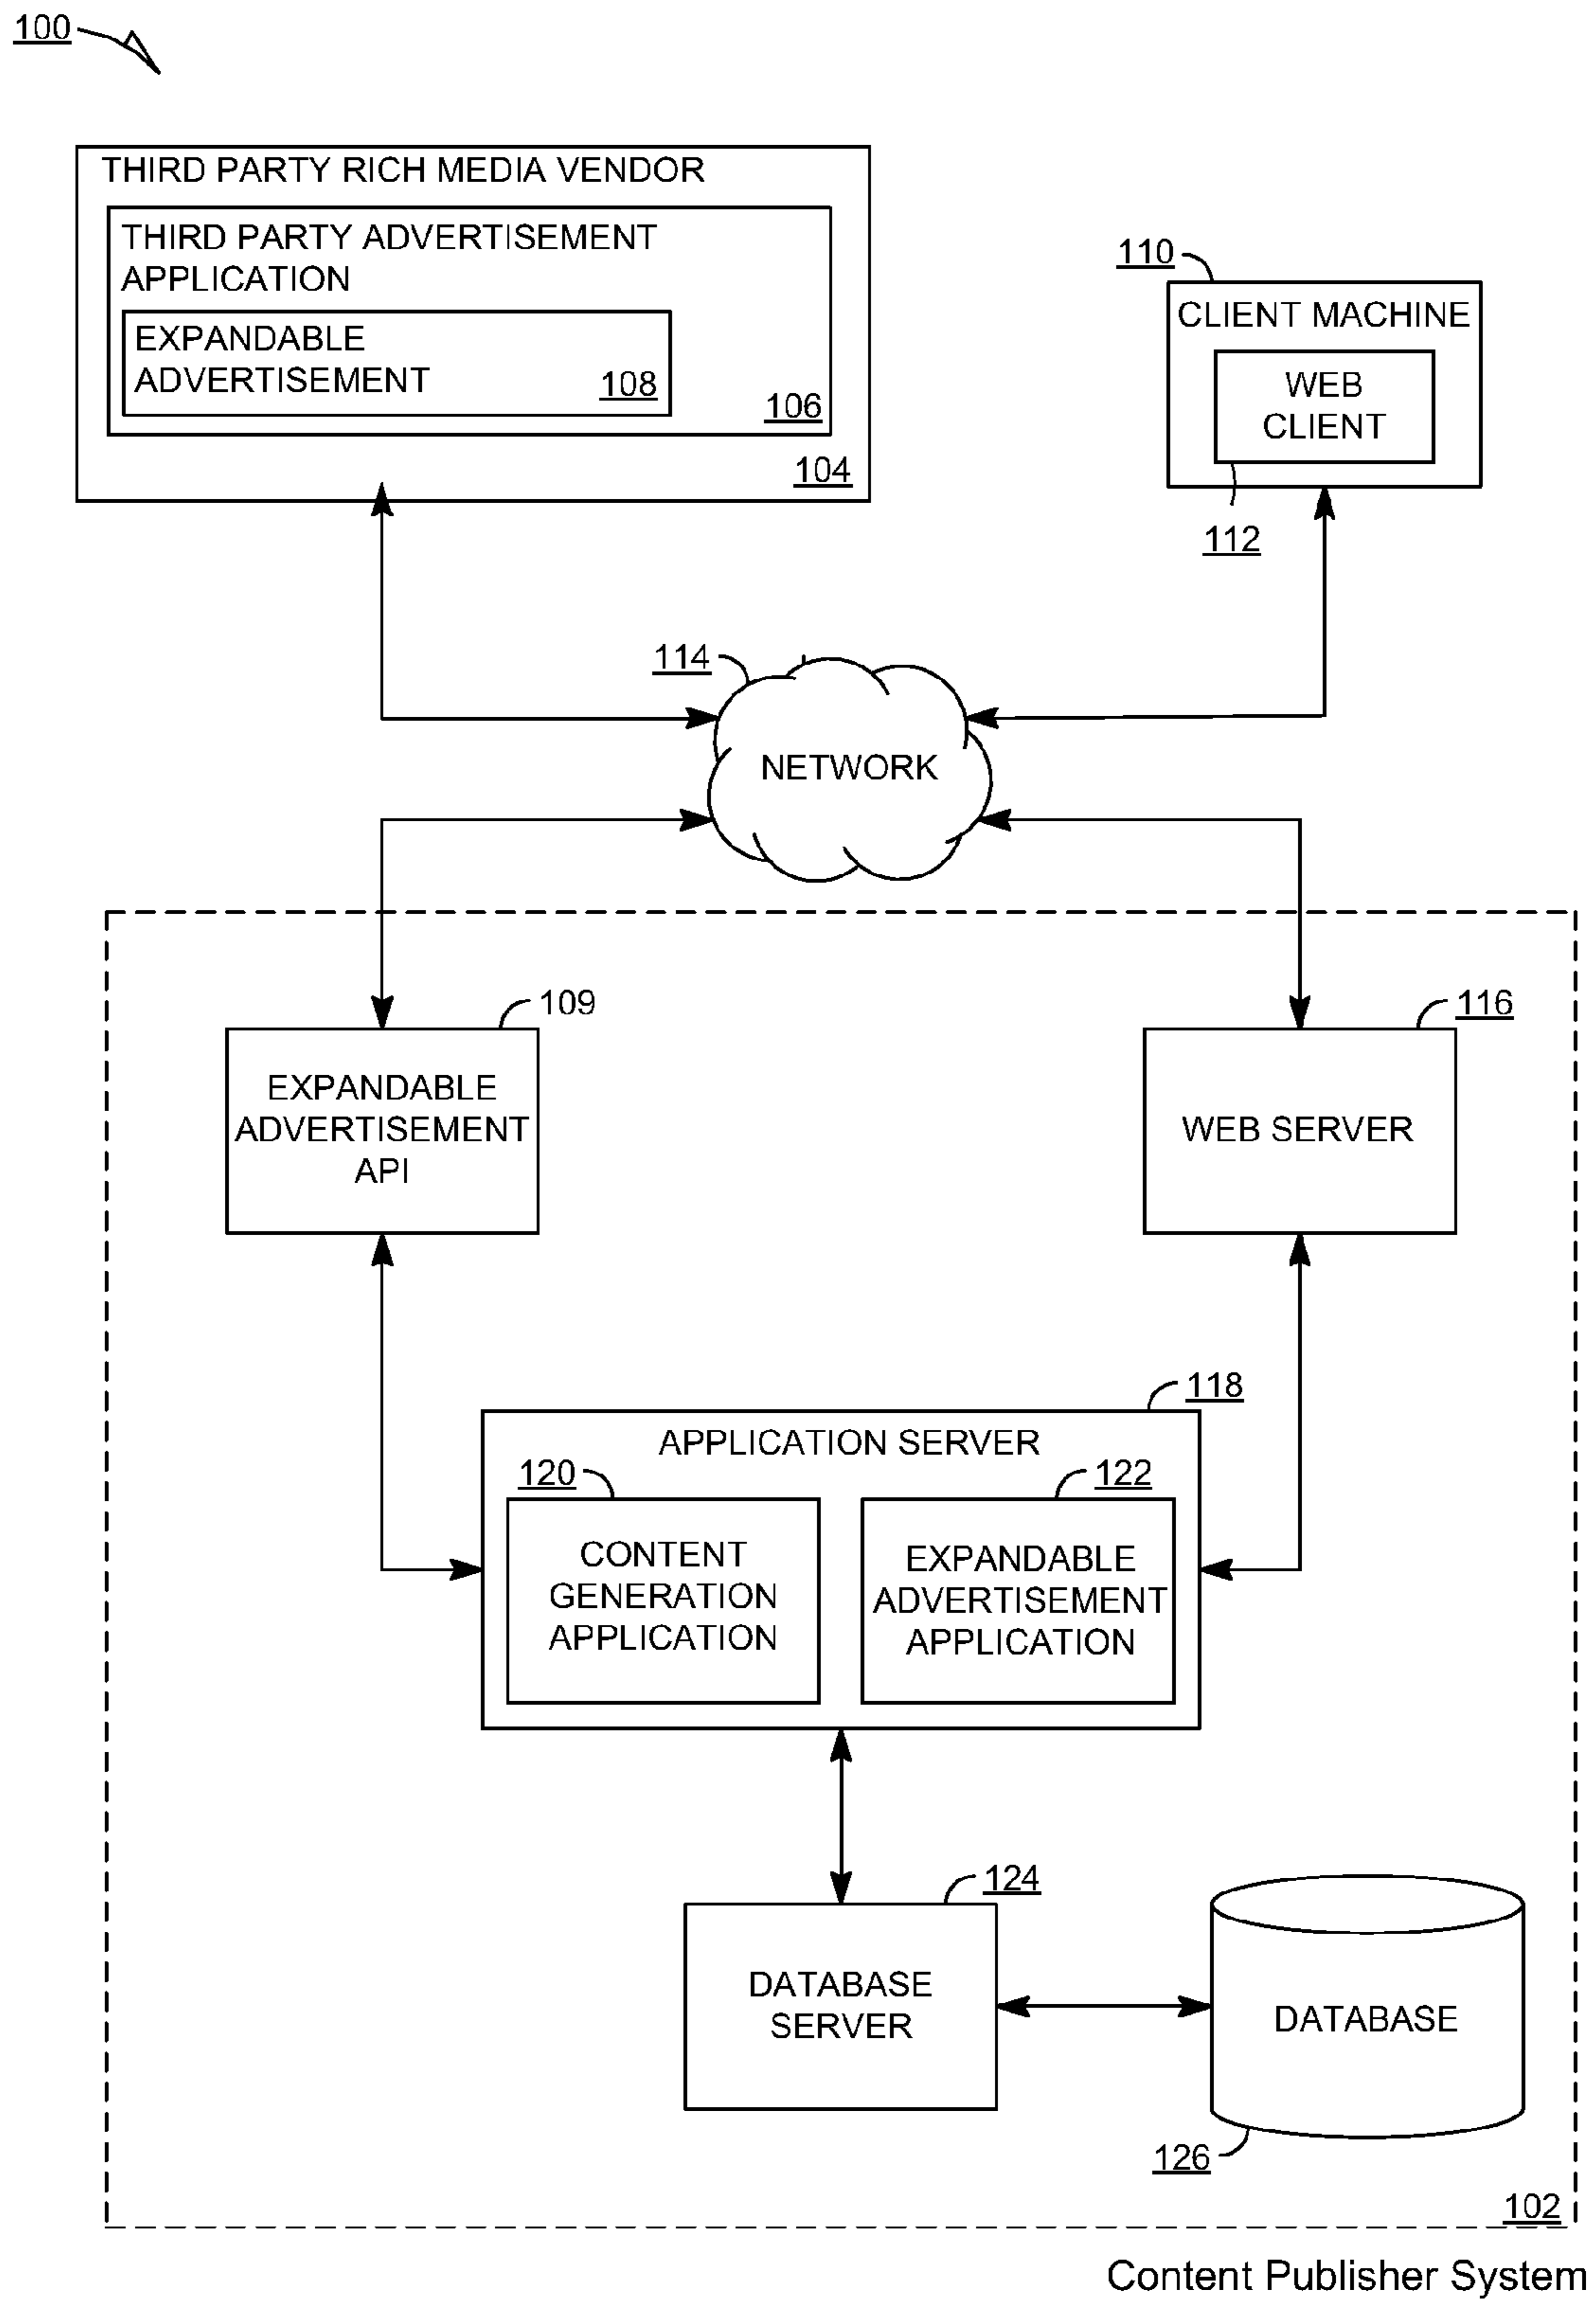 100
THIRD PARTY RICH MEDIA VENDOR
THIRD PARTY ADVERTISEMENT
APPLICATION
EXPANDABLE
ADVERTISEMENT
108
106
104
110
CLIENT MACHINE
WEB
CLIENT
112
114
NETWORK
109
EXPANDABLE
ADVERTISEMENT
API
116
WEB SERVER
118
APPLICATION SERVER
120
CONTENT
GENERATION
APPLICATION
122
EXPANDABLE
ADVERTISEMENT
APPLICATION
124
DATABASE
SERVER
DATABASE
126
102
Content Publisher System